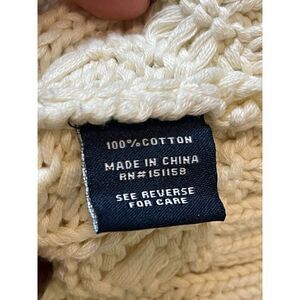 100% COTTON
MADE IN CHINA
RN#151158
SEE REVERSE
FOR CARE